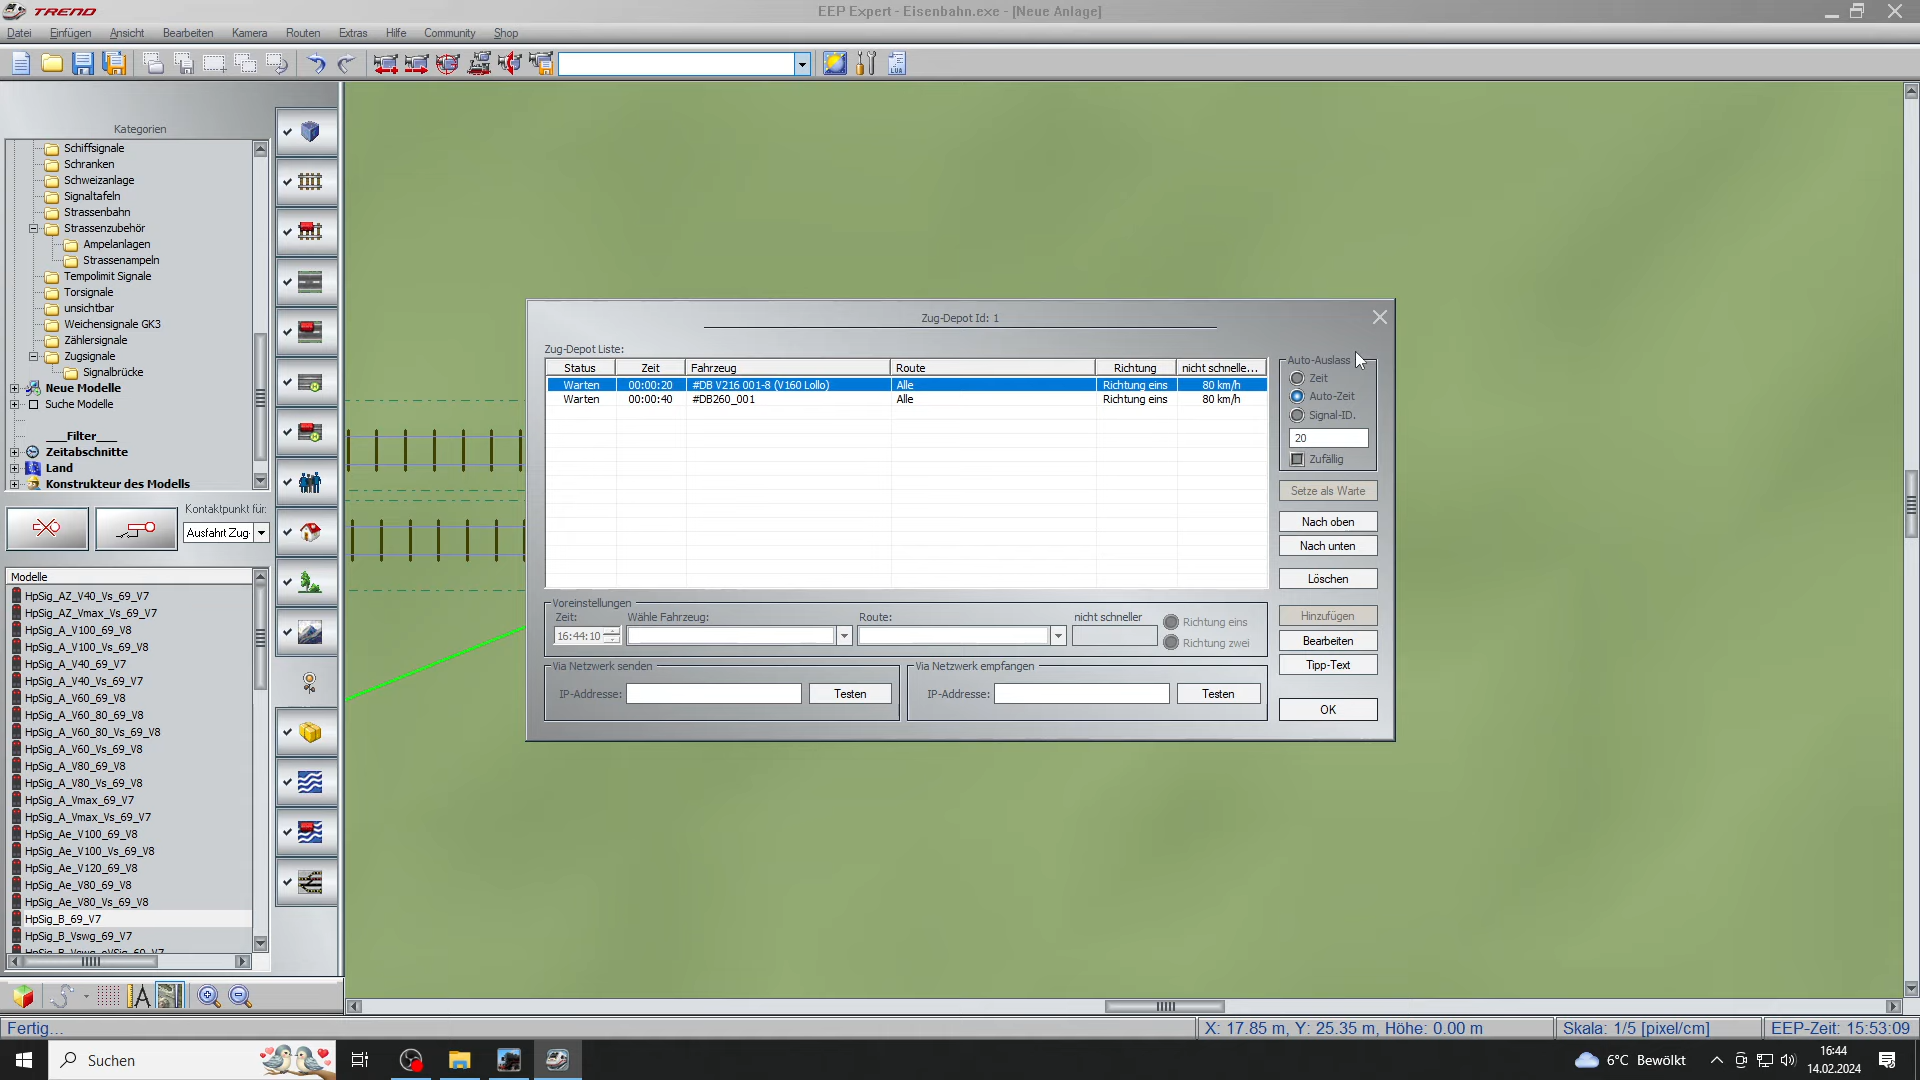 TREND
EEP Expert - Eisenbahn.exe - [Neue Anlage]
Datei Einfügen Ansicht Bearbeiten Kamera Routen Extras Hilfe Community Shop
LUA
Kategorien
Schiffsignale
Schranken
Schweizanlage
Signaltafeln
Strassenbahn
Strassenzubehör
Ampelanlagen
Strassenampeln
Tempolimit Signale
Torsignale
unsichtbar
Weichensignale GK3
Zählersignale
Zugsignale
Signalbrücke
Neue Modelle
Suche Modelle
___Filter___
Zeitabschnitte
Land
Konstrukteur des Modells
Kontaktpunkt für:
Ausfahrt Zug-
Modelle
HpSig_AZ_V40_Vs_69_V7
HpSig_AZ_Vmax_Vs_69_V7
HpSig_A_V100_69_V8
HpSig_A_V100_Vs_69_V8
HpSig_A_V40_69_V7
HpSig_A_V40_Vs_69_V7
HpSig_A_V60_69_V8
HpSig_A_V60_80_69_V8
HpSig_A_V60_80_Vs_69_V8
HpSig_A_V60_Vs_69_V8
HpSig_A_V80_69_V8
HpSig_A_V80_Vs_69_V8
HpSig_A_Vmax_69_V7
HpSig_A_Vmax_Vs_69_V7
HpSig_Ae_V100_69_V8
HpSig_Ae_V100_Vs_69_V8
HpSig_Ae_V120_69_V8
HpSig_Ae_V80_69_V8
HpSig_Ae_V80_Vs_69_V8
HpSig_B_69_V7
HpSig_B_Vswg_69_V7
Zug-Depot Id: 1
Zug-Depot Liste:
Status Zeit Fahrzeug Route Richtung nicht schnelle...
Warten 00:00:20 #DB V216 001-8 (V160 Lollo) Alle Richtung eins 80 km/h
Warten 00:00:40 #DB260_001 Alle Richtung eins 80 km/h
Auto-Auslass
Zeit
Auto-Zeit
Signal-ID.
20
Zufällig
Setze als Warte
Nach oben
Nach unten
Löschen
Hinzufügen
Bearbeiten
Tipp-Text
OK
Voreinstellungen
Zeit: Wähle Fahrzeug: Route: nicht schneller Richtung eins
16:44:10 Richtung zwei
Via Netzwerk senden Via Netzwerk empfangen
IP-Addresse: Testen IP-Addresse: Testen
Fertig... X: 17.85 m, Y: 25.35 m, Höhe: 0.00 m Skala: 1/5 [pixel/cm] EEP-Zeit: 15:53:09
Suchen 6°C Bewölkt 16:44
14.02.2024